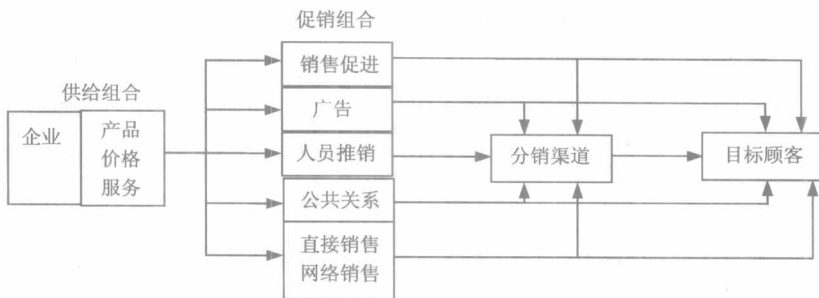 促销组合
销售促进
供给组合
广告
企业
产品
价格
服务
人员推销
分销渠道
目标顾客
公共关系
直接销售
网络销售